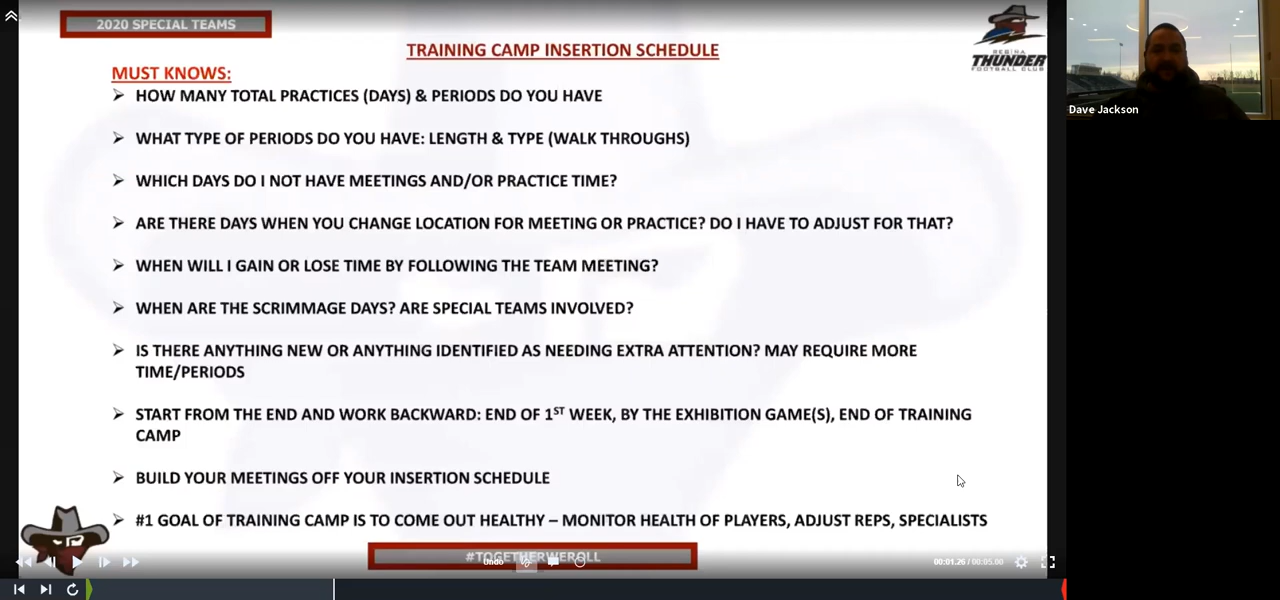 2020 SPECIAL TEAMS
TRAINING CAMP INSERTION SCHEDULE
REGINA
THUNDER
FOOTBALL CLUB
Dave Jackson
MUST KNOWS:
➢ HOW MANY TOTAL PRACTICES (DAYS) & PERIODS DO YOU HAVE
➢ WHAT TYPE OF PERIODS DO YOU HAVE: LENGTH & TYPE (WALK THROUGHS)
➢ WHICH DAYS DO I NOT HAVE MEETINGS AND/OR PRACTICE TIME?
➢ ARE THERE DAYS WHEN YOU CHANGE LOCATION FOR MEETING OR PRACTICE? DO I HAVE TO ADJUST FOR THAT?
➢ WHEN WILL I GAIN OR LOSE TIME BY FOLLOWING THE TEAM MEETING?
➢ WHEN ARE THE SCRIMMAGE DAYS? ARE SPECIAL TEAMS INVOLVED?
➢ IS THERE ANYTHING NEW OR ANYTHING IDENTIFIED AS NEEDING EXTRA ATTENTION? MAY REQUIRE MORE
TIME/PERIODS
➢ START FROM THE END AND WORK BACKWARD: END OF 1ST WEEK, BY THE EXHIBITION GAME(S), END OF TRAINING
CAMP
➢ BUILD YOUR MEETINGS OFF YOUR INSERTION SCHEDULE
➢ #1 GOAL OF TRAINING CAMP IS TO COME OUT HEALTHY – MONITOR HEALTH OF PLAYERS, ADJUST REPS, SPECIALISTS
#TOGETHERWEROLL
Undo
00:01.26 / 00:05.00